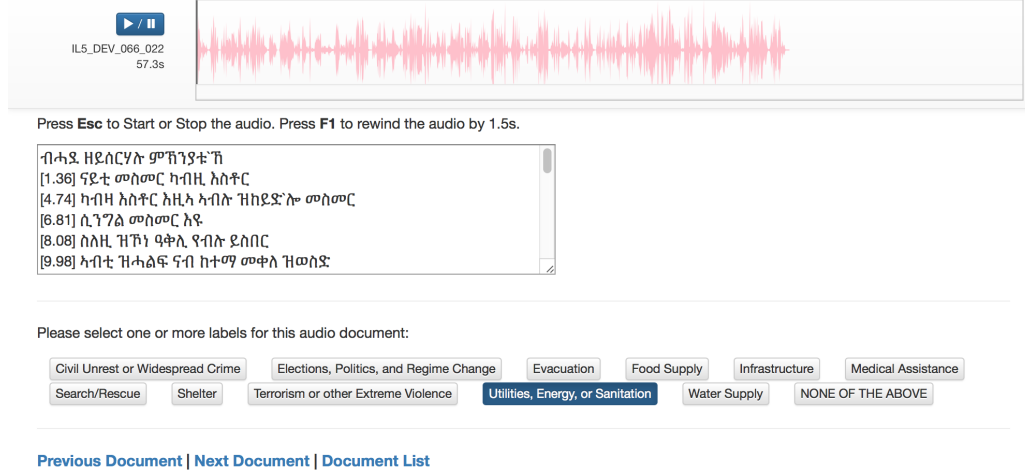 ▶ / ⏸
IL5_DEV_066_022
57.3s
Press Esc to Start or Stop the audio. Press F1 to rewind the audio by 1.5s.
ብሓደ ዘይሰርሃሉ ምኽንያቱ`ኸ
[1.36] ናይቲ መስመር ካብዚ እስቶር
[4.74] ካብዛ እስቶር እዚኣ ኣብሉ ዝከይድ`ሎ መስመር
[6.81] ሲንግል መስመር እዩ
[8.08] ስለዚ ዝኾነ ዓቅሊ የብሉ ይስበር
[9.98] ኣብቲ ዝሓልፍ ናብ ከተማ መቀለ ዝወስድ
Please select one or more labels for this audio document:
Civil Unrest or Widespread Crime Elections, Politics, and Regime Change Evacuation Food Supply Infrastructure Medical Assistance
Search/Rescue Shelter Terrorism or other Extreme Violence Utilities, Energy, or Sanitation Water Supply NONE OF THE ABOVE
Previous Document | Next Document | Document List